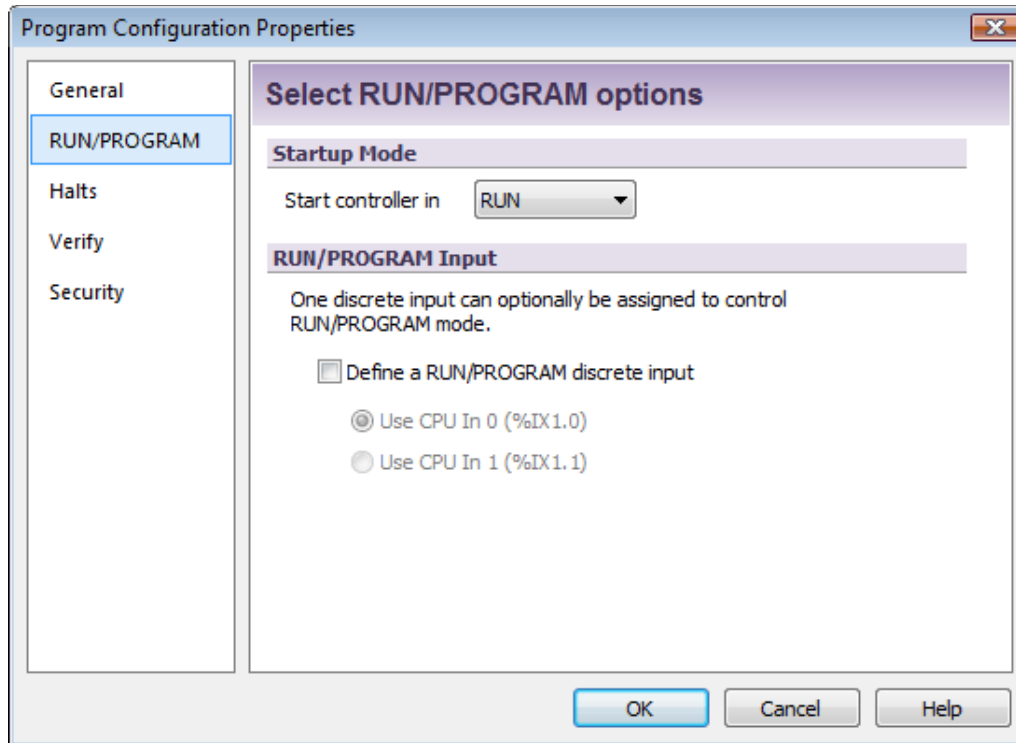 Program Configuration Properties
General
RUN/PROGRAM
Halts
Verify
Security
Select RUN/PROGRAM options
Startup Mode
Start controller in RUN
RUN/PROGRAM Input
One discrete input can optionally be assigned to control
RUN/PROGRAM mode.
Define a RUN/PROGRAM discrete input
Use CPU In 0 (%IX1.0)
Use CPU In 1 (%IX1.1)
OK Cancel Help